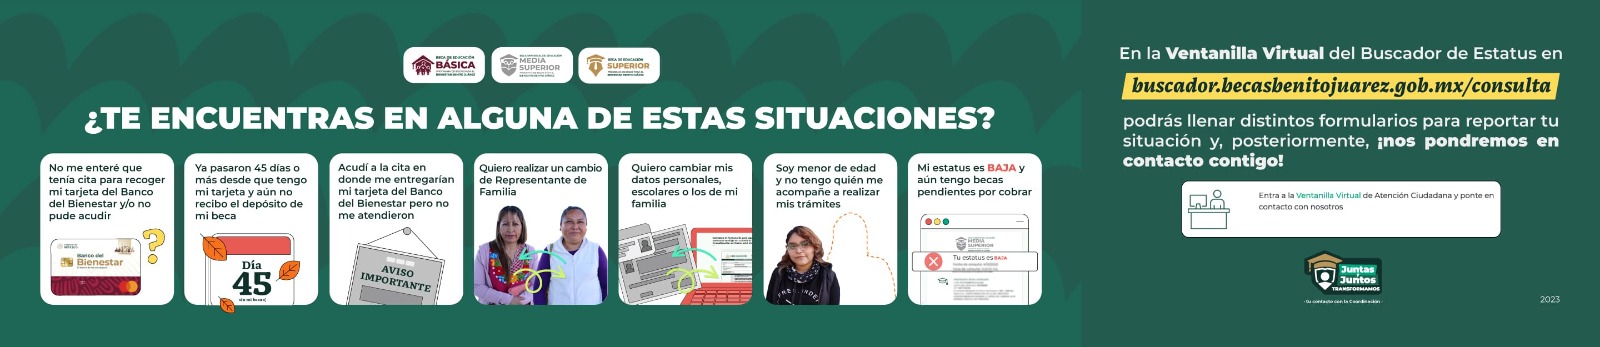 BECA DE EDUCACIÓN
BÁSICA
BECA UNIVERSAL DE EDUCACIÓN
MEDIA
SUPERIOR
BECA DE EDUCACIÓN
SUPERIOR
¿TE ENCUENTRAS EN ALGUNA DE ESTAS SITUACIONES?
No me enteré que
tenía cita para recoger
mi tarjeta del Banco
del Bienestar y/o no
pude acudir
Banco del
Bienestar
Ya pasaron 45 días o
más desde que tengo
mi tarjeta y aún no
recibo el depósito de
mi beca
Día
45
Acudí a la cita en
donde me entregarían
mi tarjeta del Banco
del Bienestar pero no
me atendieron
AVISO
IMPORTANTE
Quiero realizar un cambio
de Representante de
Familia
Quiero cambiar mis
datos personales,
escolares o los de mi
familia
Soy menor de edad
y no tengo quién me
acompañe a realizar
mis trámites
Mi estatus es BAJA y
aún tengo becas
pendientes por cobrar
MEDIA
SUPERIOR
Tu estatus es BAJA
En la Ventanilla Virtual del Buscador de Estatus en
buscador.becasbenitojuarez.gob.mx/consulta
podrás llenar distintos formularios para reportar tu
situación y, posteriormente, ¡nos pondremos en
contacto contigo!
Entra a la Ventanilla Virtual de Atención Ciudadana y ponte en
contacto con nosotros
Juntas
y
Juntos
TRANSFORMAMOS
· tu contacto con la Coordinación ·
2023